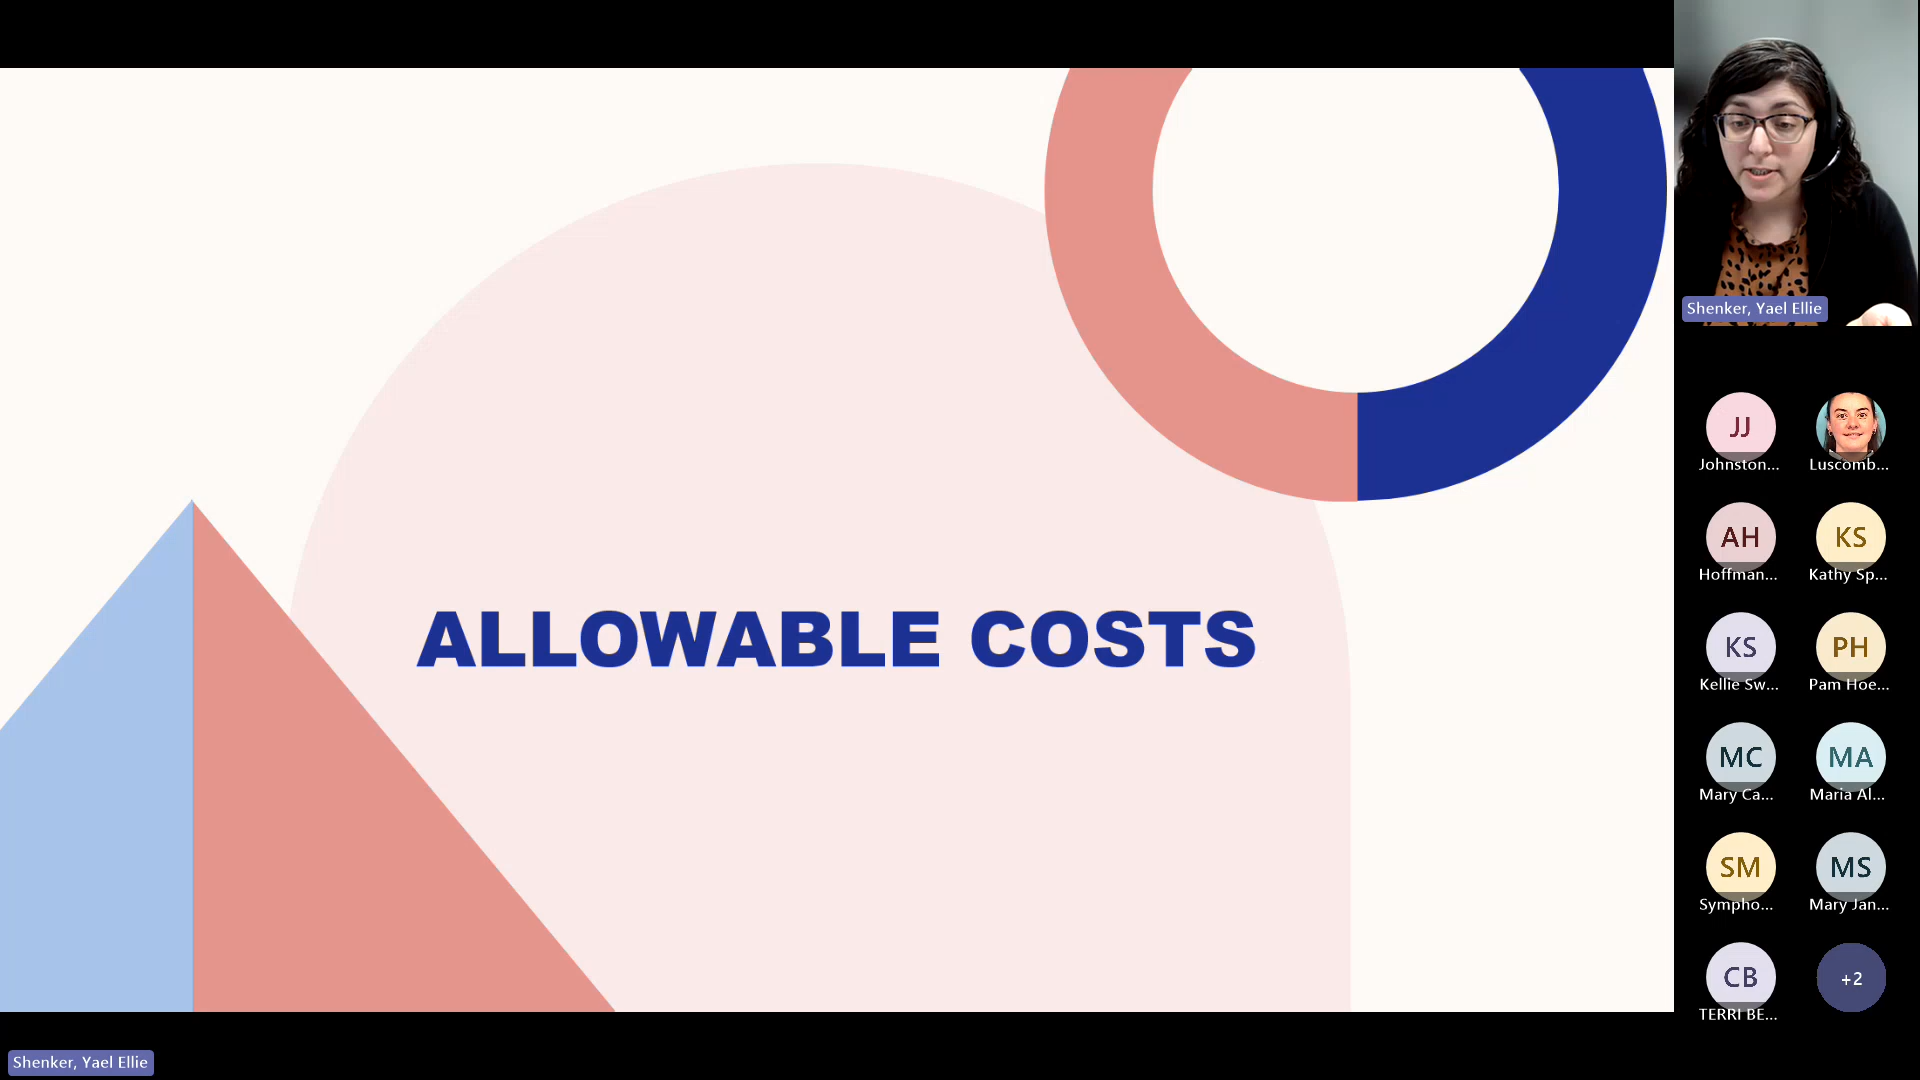 ALLOWABLE COSTS
Shenker, Yael Ellie
JJ
Johnston...
Luscomb...
AH
Hoffman...
KS
Kathy Sp...
KS
Kellie Sw...
PH
Pam Hoe...
MC
Mary Ca...
MA
Maria Al...
SM
Sympho...
MS
Mary Jan...
CB
TERRI BE...
+2
Shenker, Yael Ellie